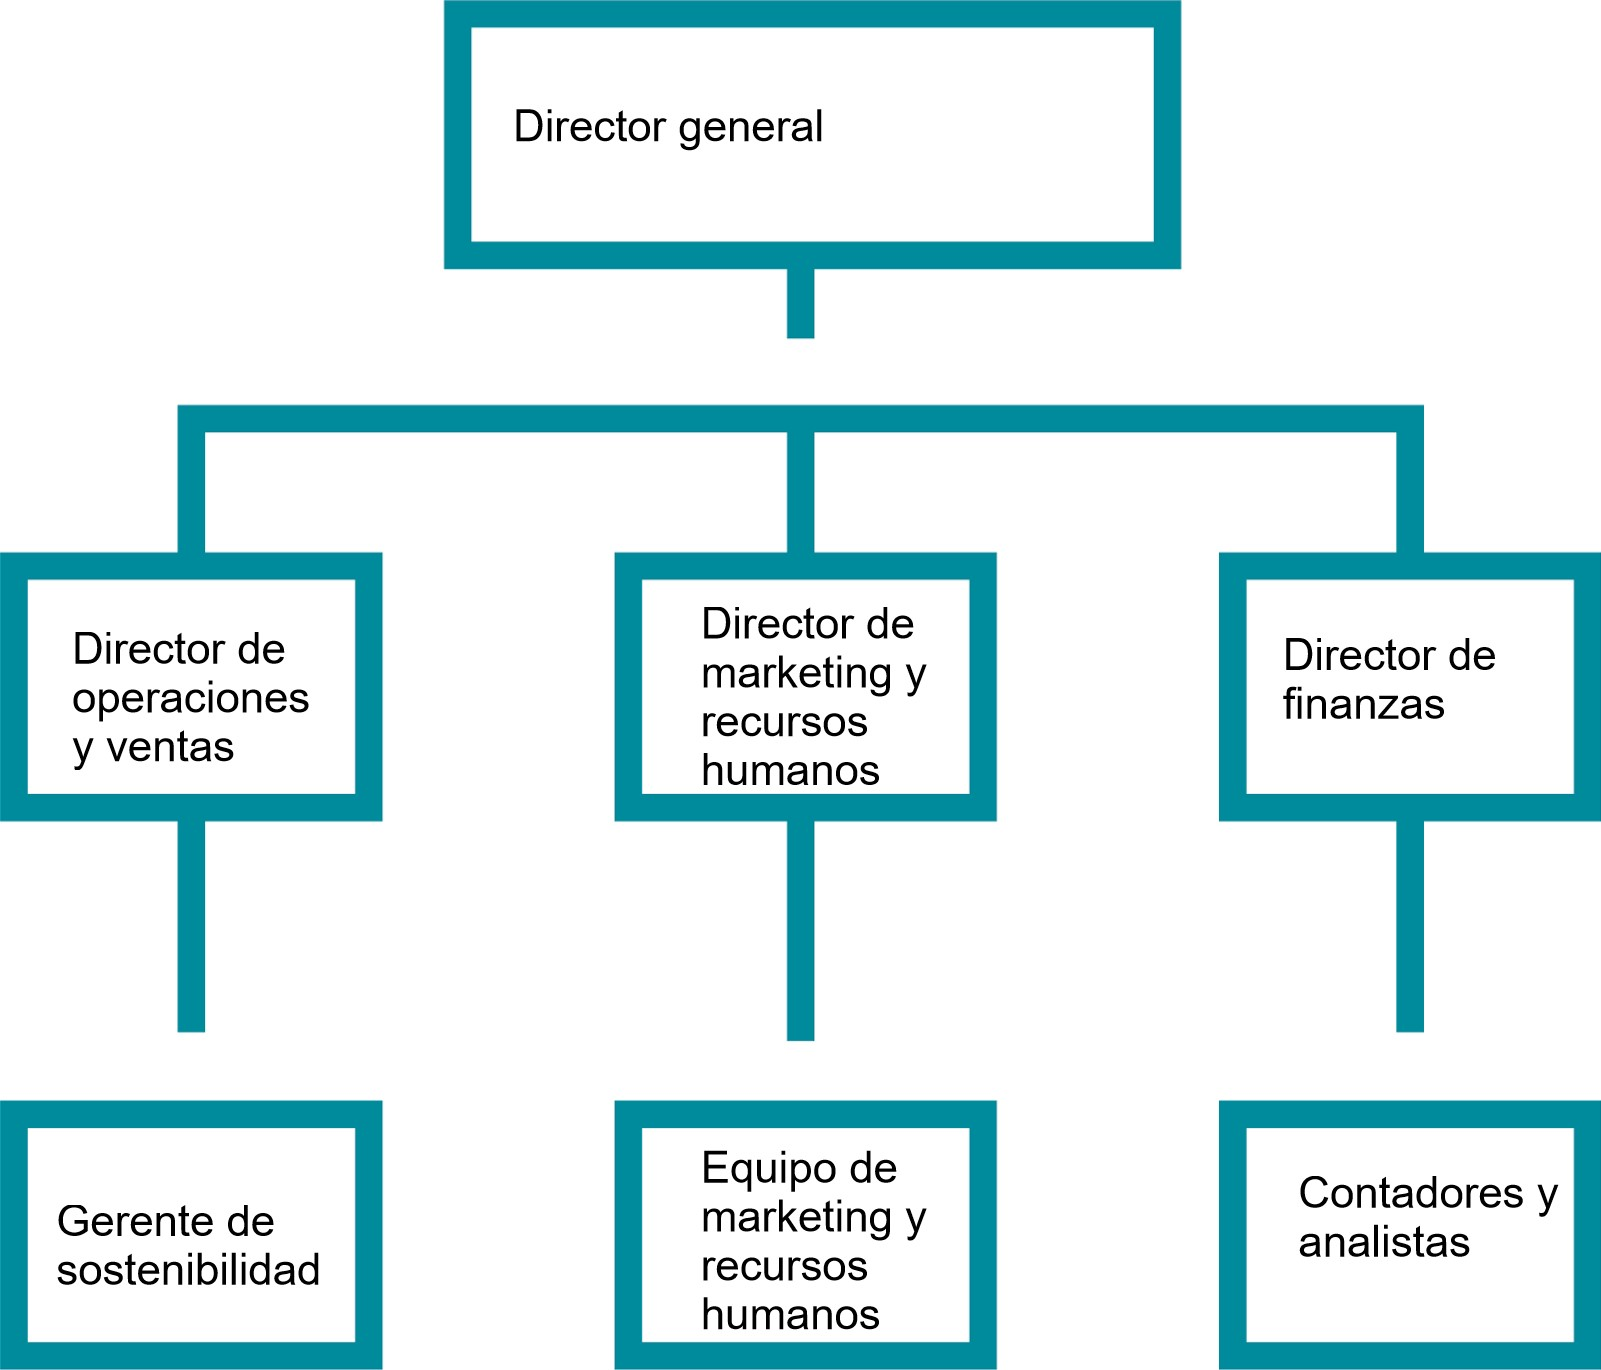 Director general
Director de
operaciones
y ventas
Director de
marketing y
recursos
humanos
Director de
finanzas
Gerente de
sostenibilidad
Equipo de
marketing y
recursos
humanos
Contadores y
analistas